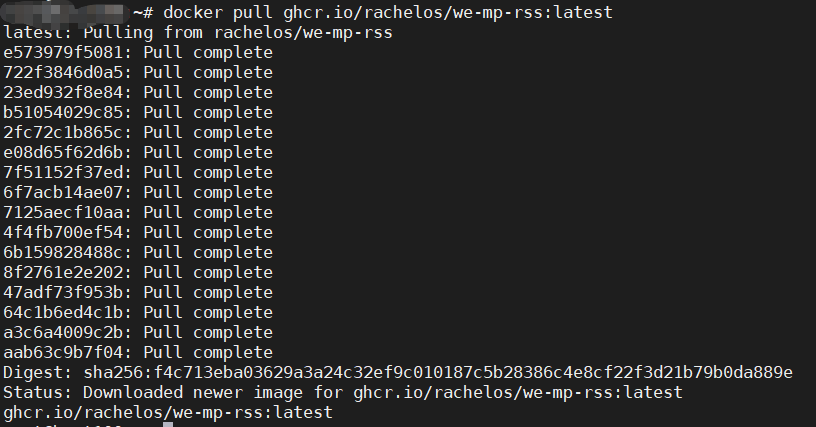 ~# docker pull ghcr.io/rachelos/we-mp-rss:latest
latest: Pulling from rachelos/we-mp-rss
e573979f5081: Pull complete
722f3846d0a5: Pull complete
23ed932f8e84: Pull complete
b51054029c85: Pull complete
2fc72c1b865c: Pull complete
e08d65f62d6b: Pull complete
7f51152f37ed: Pull complete
6f7acb14ae07: Pull complete
7125aecf10aa: Pull complete
4f4fb700ef54: Pull complete
6b159828488c: Pull complete
8f2761e2e202: Pull complete
47adf73f953b: Pull complete
64c1b6ed4c1b: Pull complete
a3c6a4009c2b: Pull complete
aab63c9b7f04: Pull complete
Digest: sha256:f4c713eba03629a3a24c32ef9c010187c5b28386c4e8cf22f3d21b79b0da889e
Status: Downloaded newer image for ghcr.io/rachelos/we-mp-rss:latest
ghcr.io/rachelos/we-mp-rss:latest